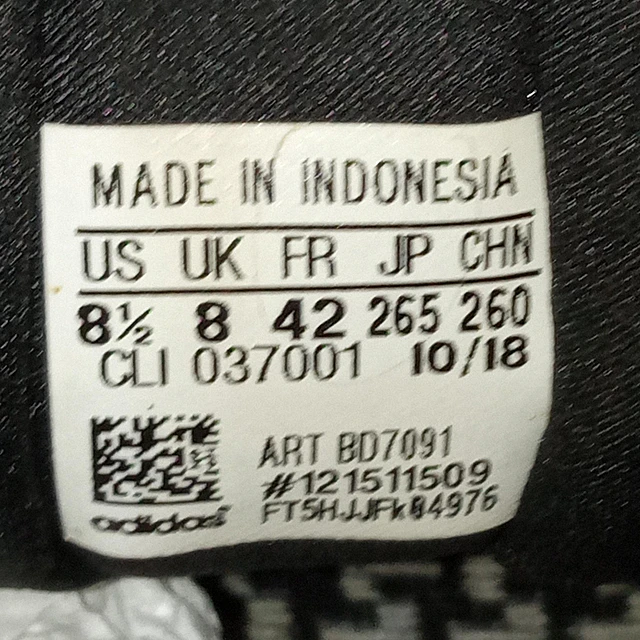 MADE IN INDONESIA
US UK FR JP CHN
8½ 8 42 265 260
CLI 037001 10/18
ART BD7091
#121511509
FT5HJJFk04976
adidas